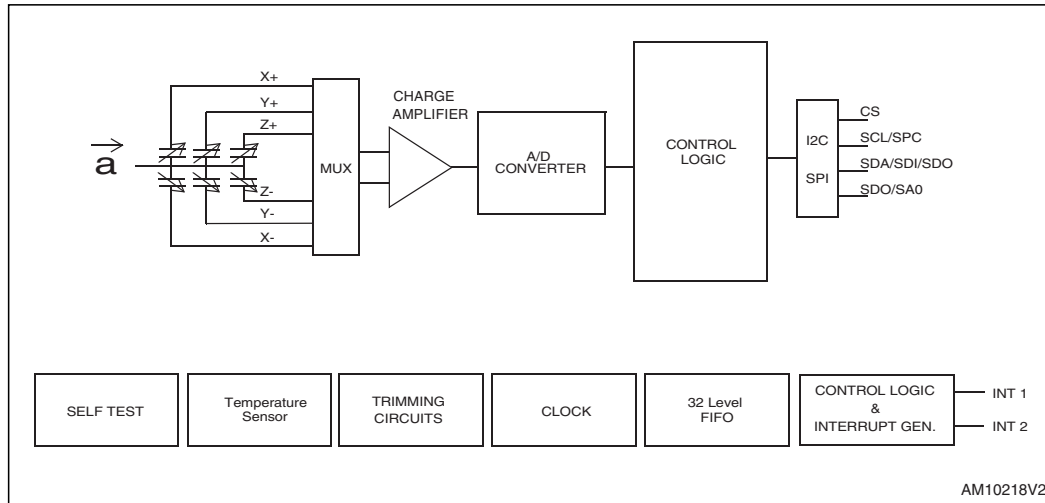 X+
Y+
Z+
CHARGE
AMPLIFIER
a
MUX
A/D
CONVERTER
CONTROL
LOGIC
I2C
SPI
CS
SCL/SPC
SDA/SDI/SDO
SDO/SA0
Z-
Y-
X-
SELF TEST
Temperature
Sensor
TRIMMING
CIRCUITS
CLOCK
32 Level
FIFO
CONTROL LOGIC
&
INTERRUPT GEN.
INT 1
INT 2
AM10218V2